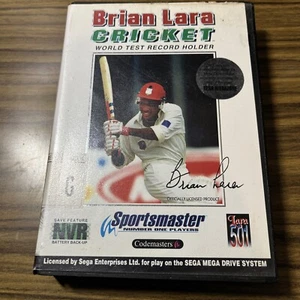 Brian Lara
CRICKET
WORLD TEST RECORD HOLDER
Brian Lara
OFFICIALLY LICENSED PRODUCT
SAVE FEATURE
NVR
BATTERY BACK-UP
Sportsmaster
NUMBER ONE PLAYERS
Codemasters
Lara
501
Licensed by Sega Enterprises Ltd. for play on the SEGA MEGA DRIVE SYSTEM